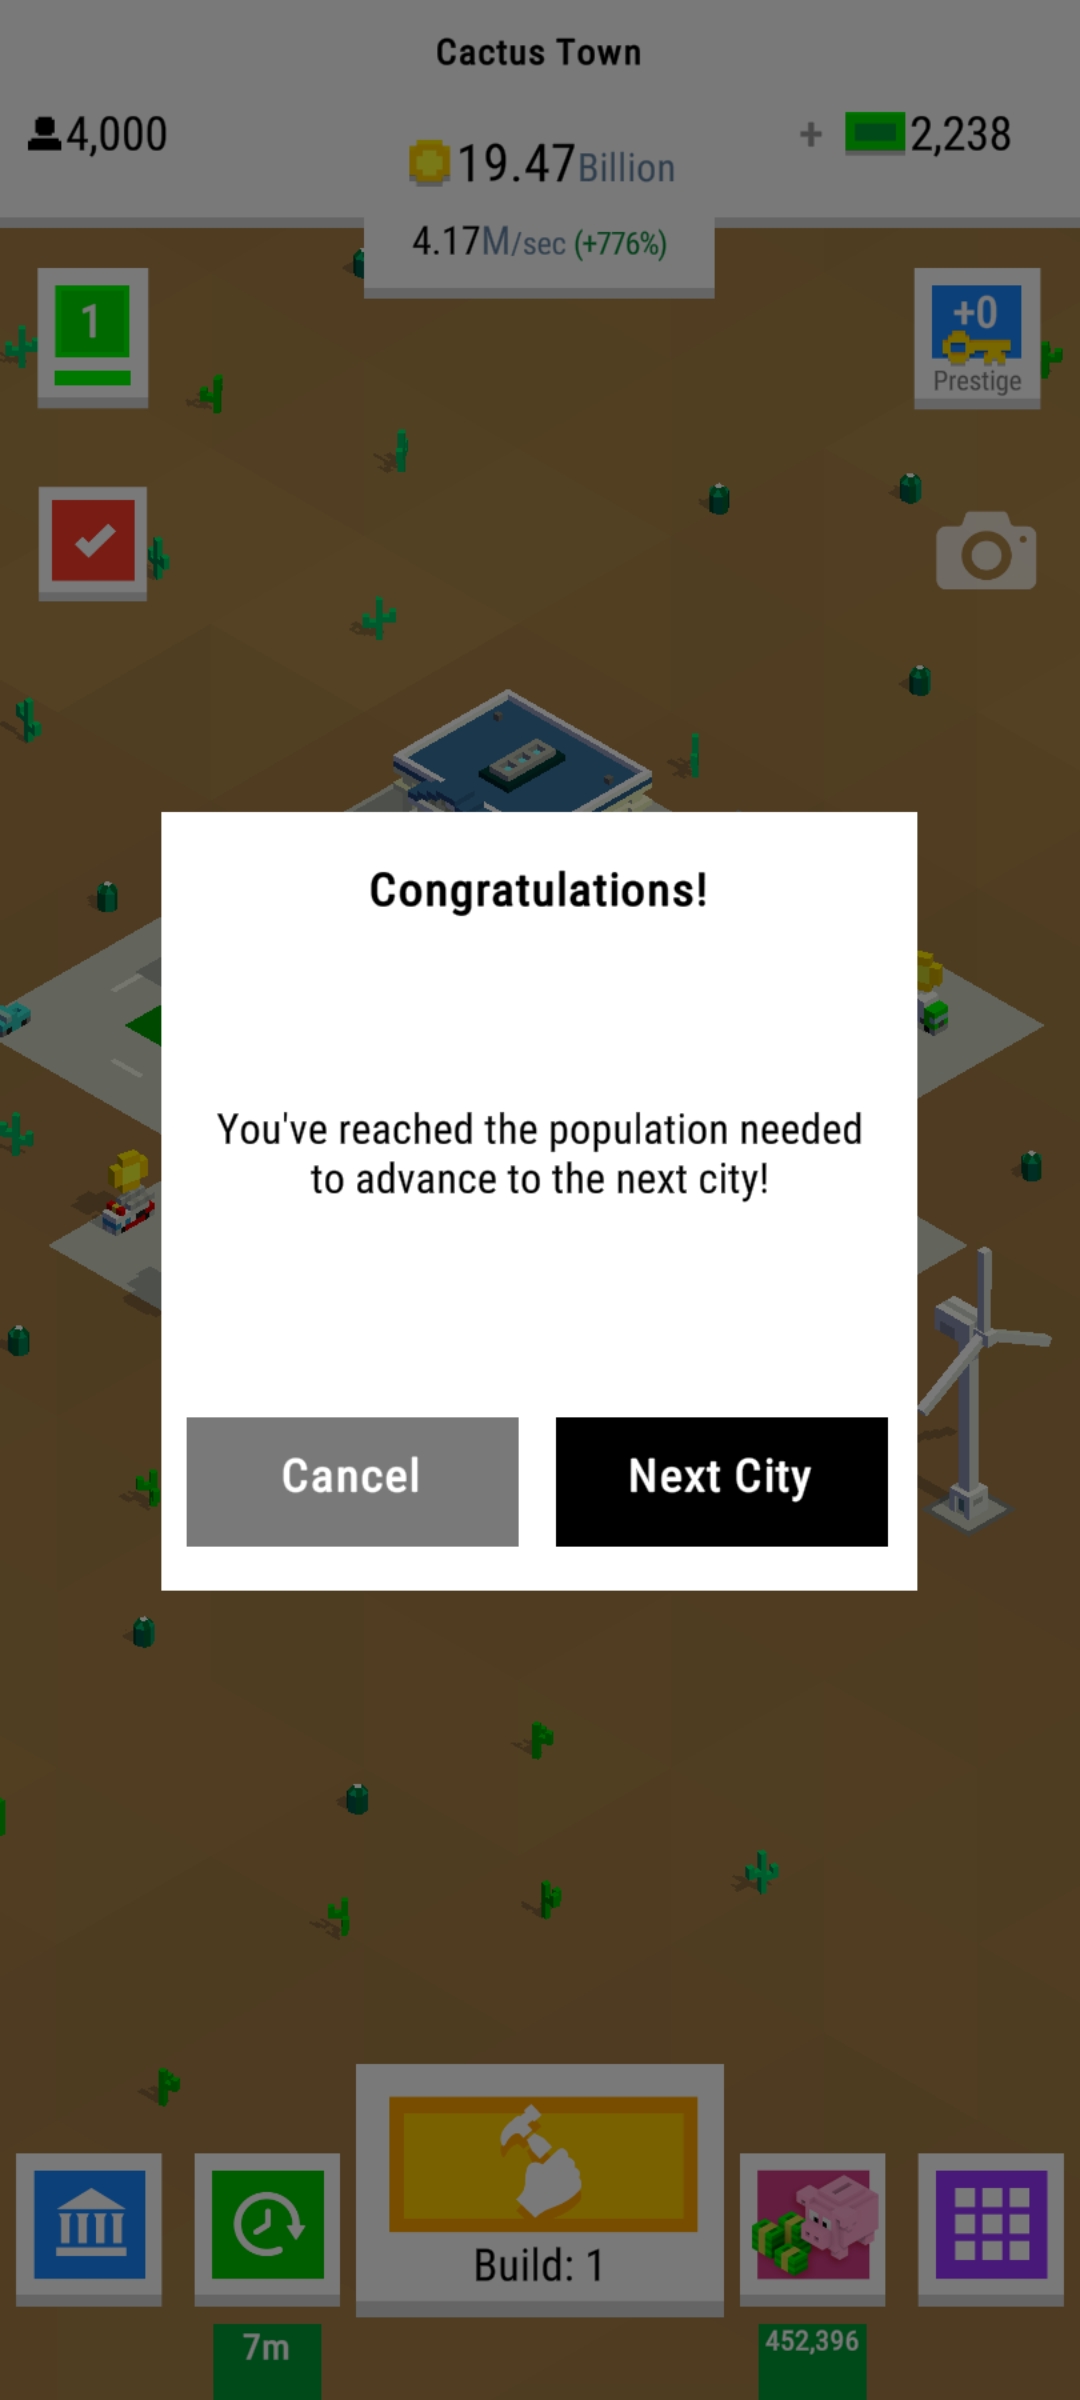 Cactus Town
4,000
19.47Billion
+ 2,238
4.17M/sec (+776%)
1
+0
Prestige
Congratulations!
You've reached the population needed
to advance to the next city!
Cancel
Next City
Build: 1
7m
452,396